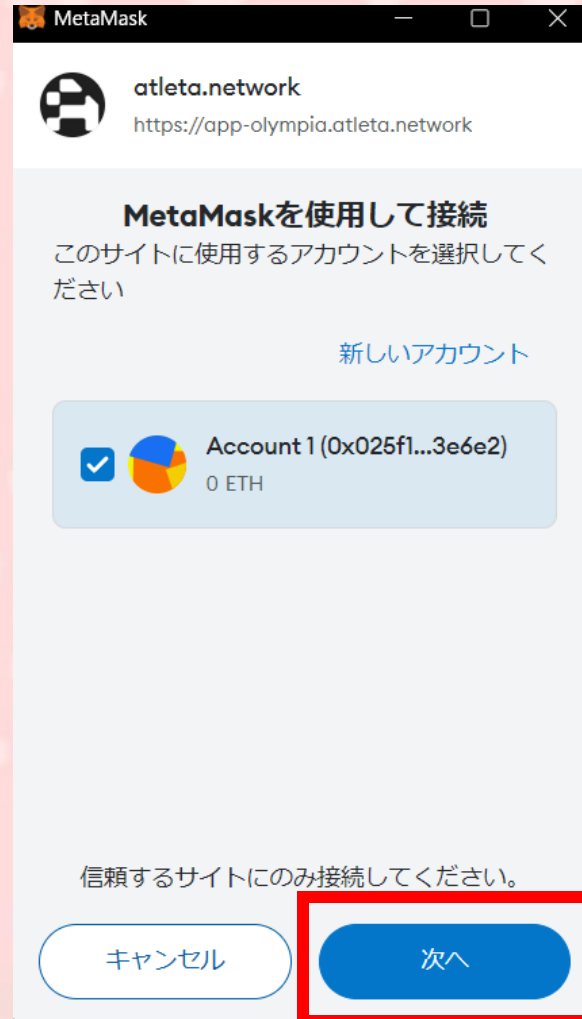 MetaMask
atleta.network
https://app-olympia.atleta.network
MetaMaskを使用して接続
このサイトに使用するアカウントを選択してく
ださい
新しいアカウント
Account 1 (0x025f1...3e6e2)
0 ETH
信頼するサイトにのみ接続してください。
キャンセル
次へ